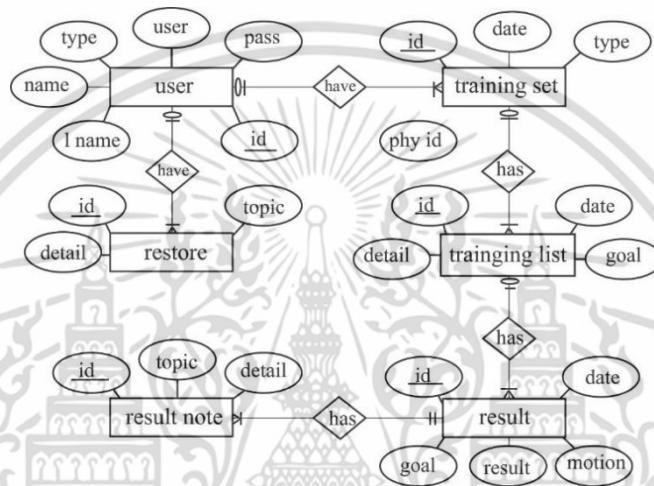 user
type
pass
id
date
type
name
user
have
training set
l name
id
have
phy id
has
id
topic
id
date
detail
restore
detail
trainging list
goal
topic
has
id
detail
id
date
result note
has
result
goal
result
motion